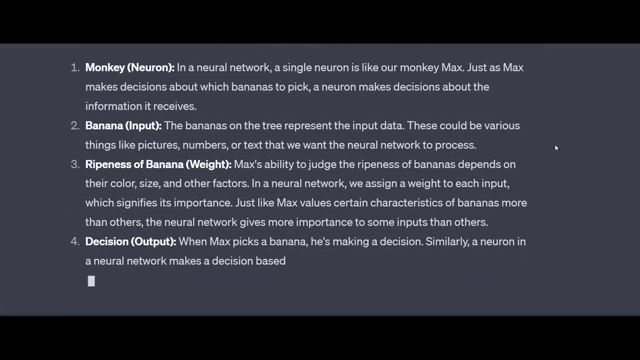 1. Monkey (Neuron): In a neural network, a single neuron is like our monkey Max. Just as Max
makes decisions about which bananas to pick, a neuron makes decisions about the
information it receives.
2. Banana (Input): The bananas on the tree represent the input data. These could be various
things like pictures, numbers, or text that we want the neural network to process.
3. Ripeness of Banana (Weight): Max's ability to judge the ripeness of bananas depends on
their color, size, and other factors. In a neural network, we assign a weight to each input,
which signifies its importance. Just like Max values certain characteristics of bananas more
than others, the neural network gives more importance to some inputs than others.
4. Decision (Output): When Max picks a banana, he's making a decision. Similarly, a neuron in
a neural network makes a decision based